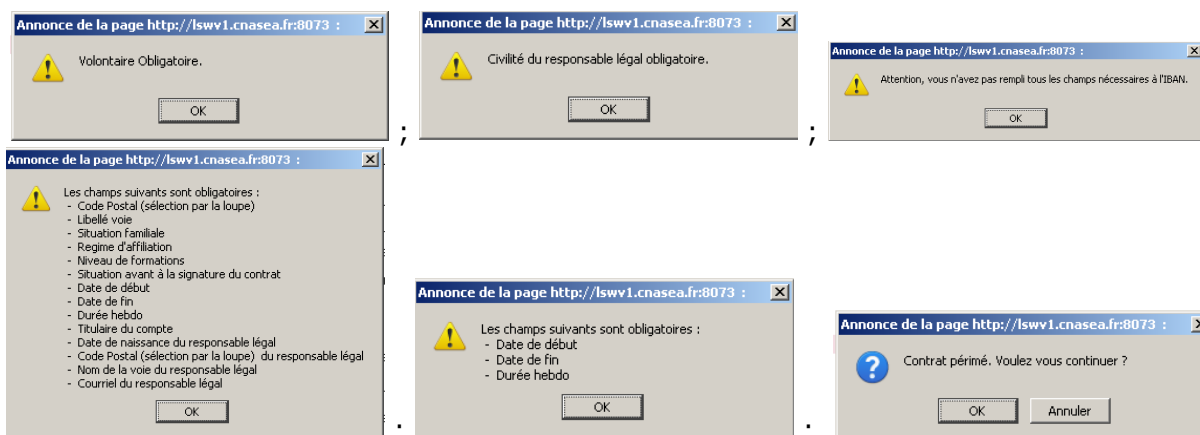 Annonce de la page http://lswv1.cnasea.fr:8073 :
Volontaire Obligatoire.
OK
;
Annonce de la page http://lswv1.cnasea.fr:8073 :
Civilité du responsable légal obligatoire.
OK
;
Annonce de la page http://lswv1.cnasea.fr:8073 :
Attention, vous n'avez pas rempli tous les champs nécessaires à l'IBAN.
OK
Annonce de la page http://lswv1.cnasea.fr:8073 :
Les champs suivants sont obligatoires :
- Code Postal (sélection par la loupe)
- Libellé voie
- Situation familiale
- Regime d'affiliation
- Niveau de formations
- Situation avant à la signature du contrat
- Date de début
- Date de fin
- Durée hebdo
- Titulaire du compte
- Date de naissance du responsable légal
- Code Postal (sélection par la loupe) du responsable légal
- Nom de la voie du responsable légal
- Courriel du responsable légal
OK
.
Annonce de la page http://lswv1.cnasea.fr:8073 :
Les champs suivants sont obligatoires :
- Date de début
- Date de fin
- Durée hebdo
OK
.
Annonce de la page http://lswv1.cnasea.fr:8073 :
Contrat périmé. Voulez vous continuer ?
OK Annuler